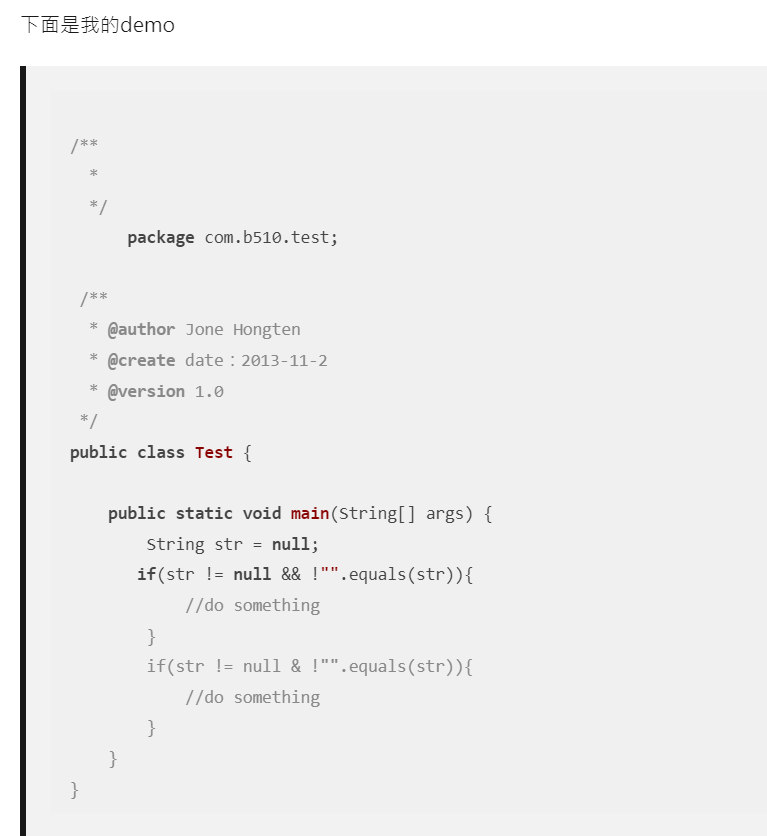 下面是我的demo
/**
 *
 */
package com.b510.test;
/**
 * @author Jone Hongten
 * @create date：2013-11-2
 * @version 1.0
 */
public class Test {
public static void main(String[] args) {
String str = null;
if(str != null && !"".equals(str)){
//do something
}
if(str != null & !"".equals(str)){
//do something
}
}
}